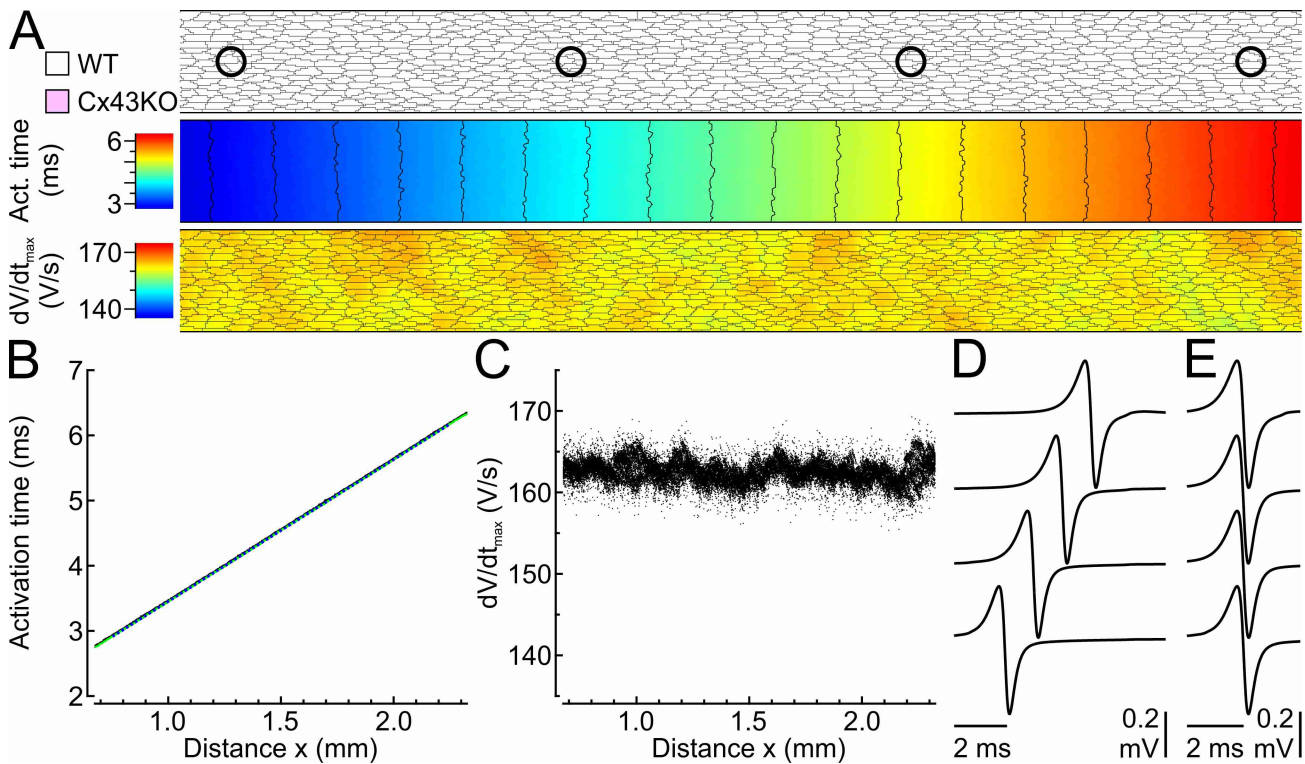 A
WT
Cx43KO
Act. time
(ms)
6
3
dV/dtmax
(V/s)
170
140
B
Activation time (ms)
7
6
5
4
3
2
1.0
1.5
2.0
Distance x (mm)
C
dV/dtmax (V/s)
170
160
150
140
1.0
1.5
2.0
Distance x (mm)
D
2 ms
0.2
mV
E
2 ms
0.2
mV